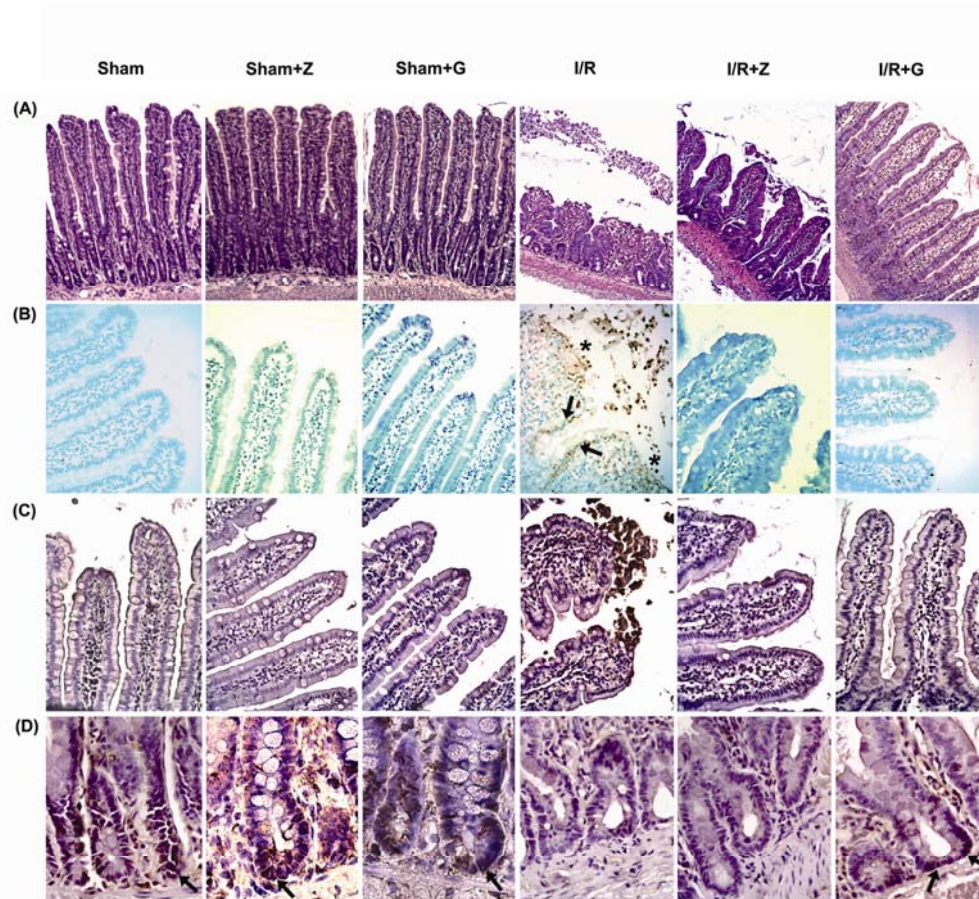 Sham Sham+Z Sham+G I/R I/R+Z I/R+G
(A)
(B)
* *
(C)
(D)